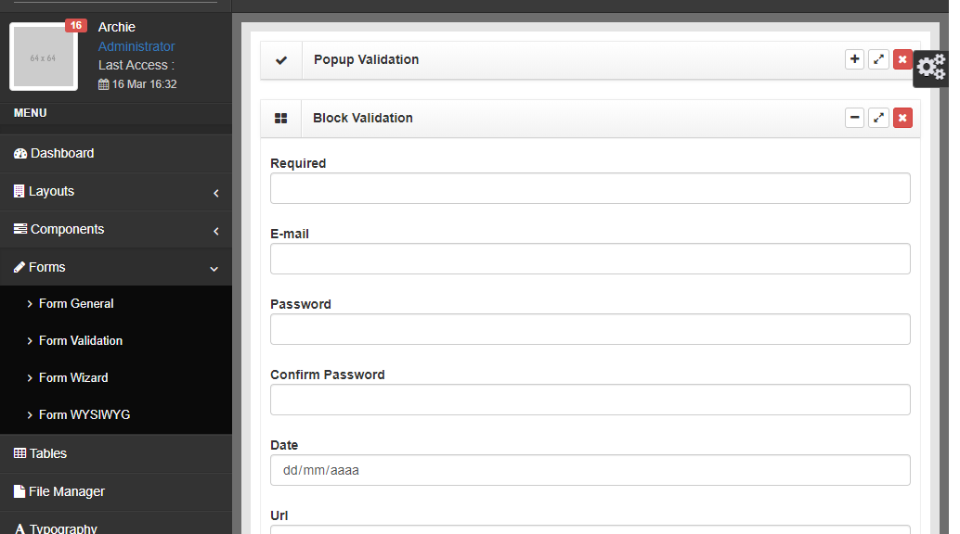 16
Archie
Administrator
64 x 64
Last Access :
16 Mar 16:32
MENU
Dashboard
Layouts
Components
Forms
Form General
Form Validation
Form Wizard
Form WYSIWYG
Tables
File Manager
Typography
Popup Validation
Block Validation
Required
E-mail
Password
Confirm Password
Date
dd/mm/aaaa
Url